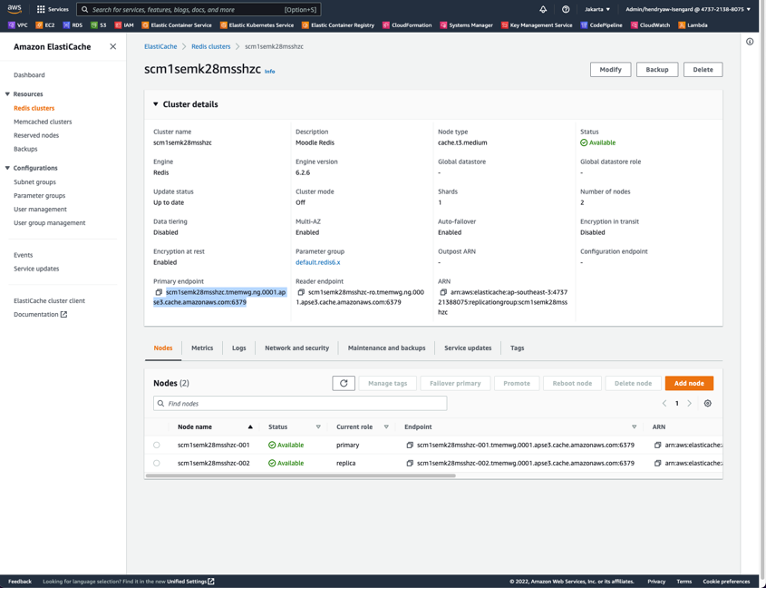 aws Services Search for services, features, blogs, docs, and more [Option+S] Jakarta Admin/hendryaw-Isengard @ 4737-2138-8075
VPC EC2 RDS S3 IAM Elastic Container Service Elastic Kubernetes Service Elastic Container Registry CloudFormation Systems Manager Key Management Service CodePipeline CloudWatch Lambda
Amazon ElastiCache
Dashboard
Resources
Redis clusters
Memcached clusters
Reserved nodes
Backups
Configurations
Subnet groups
Parameter groups
User management
User group management
Events
Service updates
ElastiCache cluster client
Documentation
ElastiCache Redis clusters scm1semk28msshzc
scm1semk28msshzc Info
Modify Backup Delete
Cluster details
Cluster name Description Node type Status
scm1semk28msshzc Moodle Redis cache.t3.medium Available
Engine Engine version Global datastore Global datastore role
Redis 6.2.6 - -
Update status Cluster mode Shards Number of nodes
Up to date Off 1 2
Data tiering Multi-AZ Auto-failover Encryption in transit
Disabled Enabled Enabled Disabled
Encryption at rest Parameter group Outpost ARN Configuration endpoint
Enabled default.redis6.x - -
Primary endpoint Reader endpoint ARN
scm1semk28msshzc.tmemwg.ng.0001.ap scm1semk28msshzc-ro.tmemwg.ng.000 arn:aws:elasticache:ap-southeast-3:4737
se3.cache.amazonaws.com:6379 1.apse3.cache.amazonaws.com:6379 21388075:replicationgroup:scm1semk28mss
hzc
Nodes Metrics Logs Network and security Maintenance and backups Service updates Tags
Nodes (2) Manage tags Failover primary Promote Reboot node Delete node Add node
Find nodes 1
Node name Status Current role Endpoint ARN
scm1semk28msshzc-001 Available primary scm1semk28msshzc-001.tmemwg.0001.apse3.cache.amazonaws.com:6379 arn:aws:elasticache:
scm1semk28msshzc-002 Available replica scm1semk28msshzc-002.tmemwg.0001.apse3.cache.amazonaws.com:6379 arn:aws:elasticache:
Feedback Looking for language selection? Find it in the new Unified Settings © 2022, Amazon Web Services, Inc. or its affiliates. Privacy Terms Cookie preferences